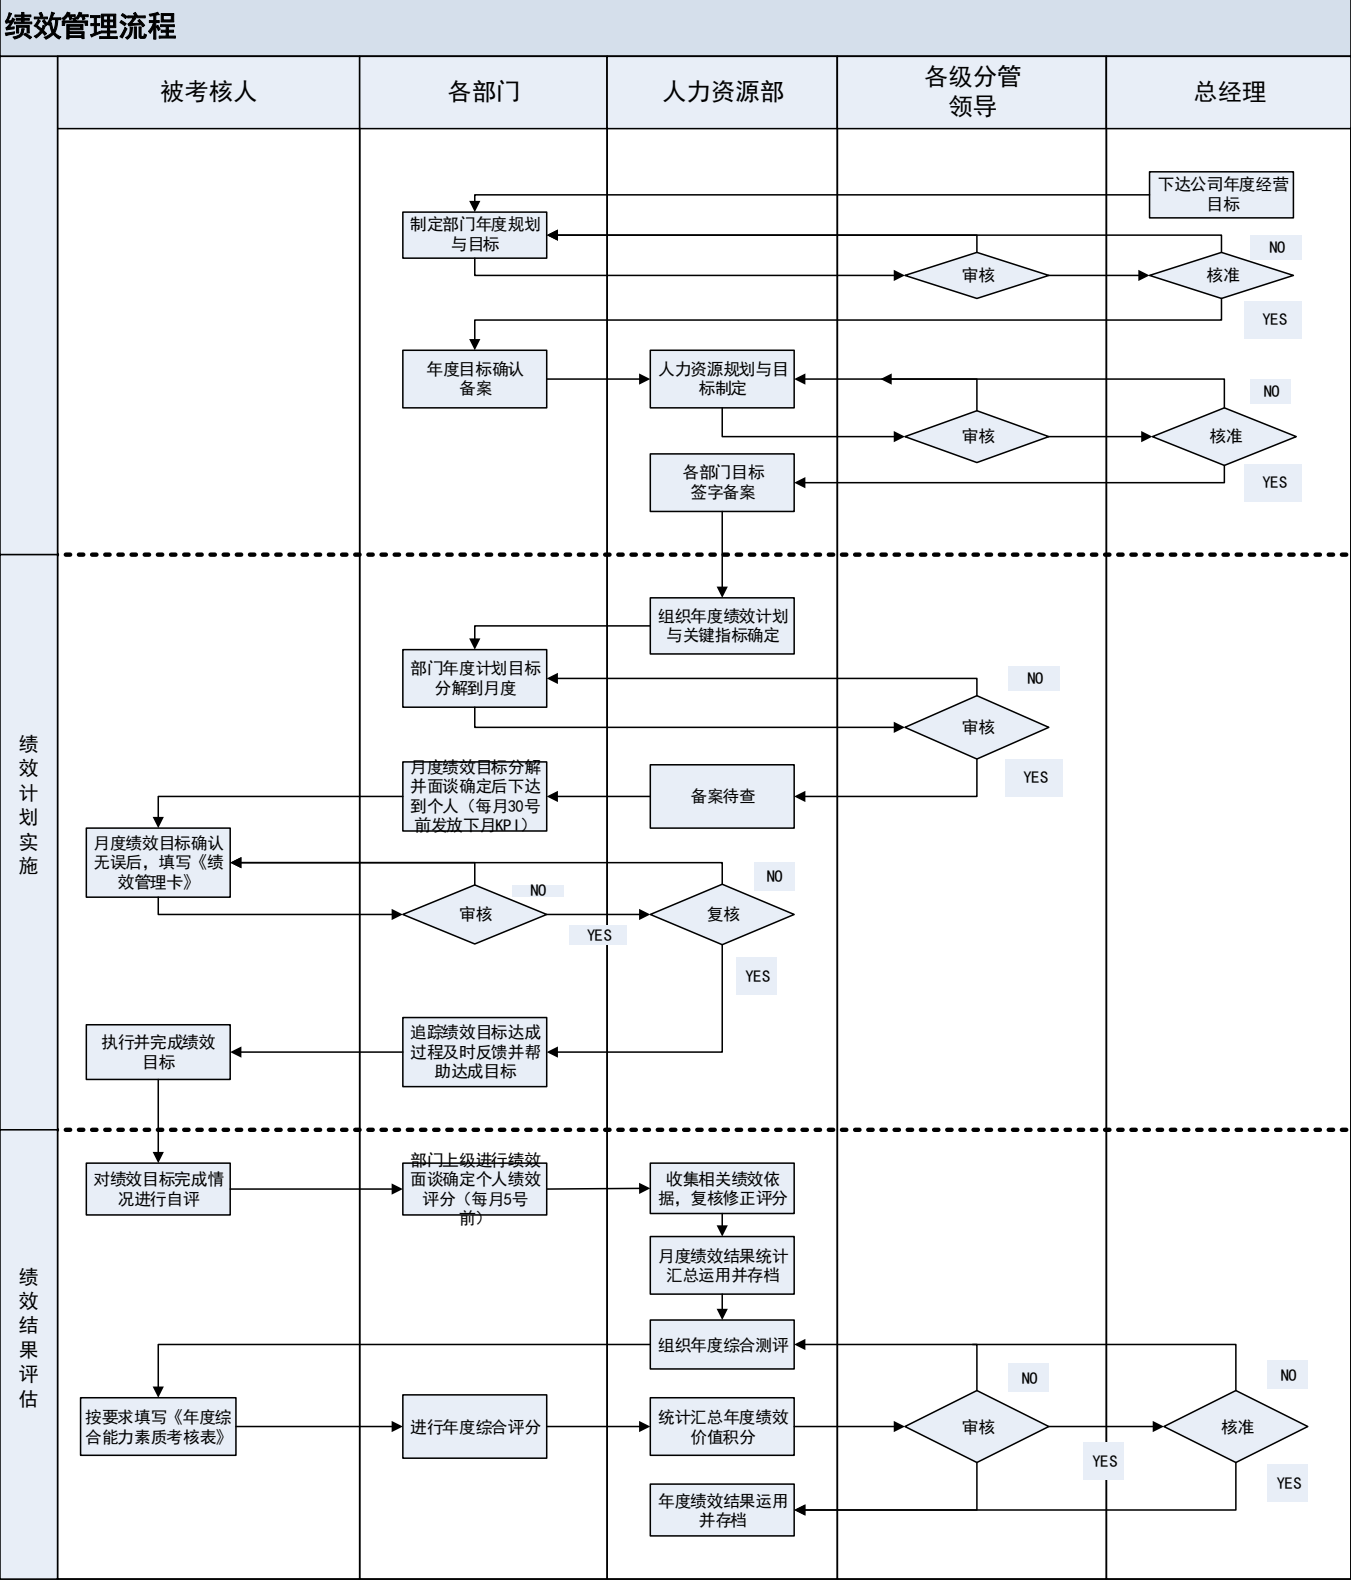 绩效管理流程
被考核人
各部门
人力资源部
各级分管
领导
总经理
下达公司年度经营
目标
制定部门年度规划
与目标
审核
核准
NO
YES
年度目标确认
备案
人力资源规划与目
标制定
审核
核准
NO
YES
各部门目标
签字备案
绩
效
计
划
实
施
组织年度绩效计划
与关键指标确定
部门年度计划目标
分解到月度
审核
NO
YES
备案待查
月度绩效目标分解
并面谈确定后下达
到个人（每月30号
前发放下月KPI）
月度绩效目标确认
无误后，填写《绩
效管理卡》
审核
NO
YES
复核
NO
YES
追踪绩效目标达成
过程及时反馈并帮
助达成目标
执行并完成绩效
目标
绩
效
结
果
评
估
对绩效目标完成情
况进行自评
部门上级进行绩效
面谈确定个人绩效
评分（每月5号
前）
收集相关绩效依
据，复核修正评分
月度绩效结果统计
汇总运用并存档
组织年度综合测评
按要求填写《年度综
合能力素质考核表》
进行年度综合评分
统计汇总年度绩效
价值积分
审核
NO
YES
核准
NO
YES
年度绩效结果运用
并存档